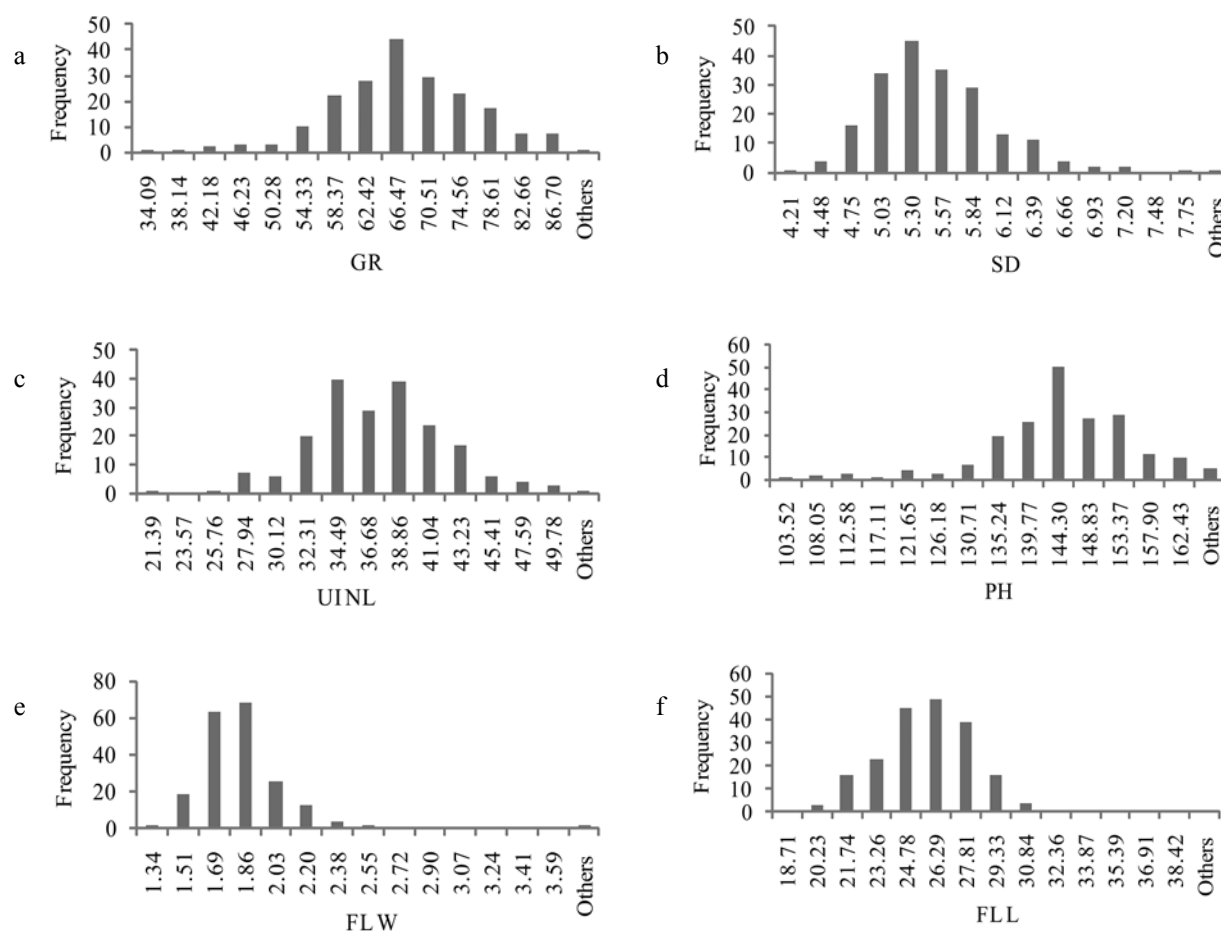 a
Frequency
50
40
30
20
10
0
34.09 38.14 42.18 46.23 50.28 54.33 58.37 62.42 66.47 70.51 74.56 78.61 82.66 86.70 Others
GR
b
Frequency
50
40
30
20
10
0
4.21 4.48 4.75 5.03 5.30 5.57 5.84 6.12 6.39 6.66 6.93 7.20 7.48 7.75 Others
SD
c
Frequency
50
40
30
20
10
0
21.39 23.57 25.76 27.94 30.12 32.31 34.49 36.68 38.86 41.04 43.23 45.41 47.59 49.78 Others
UINL
d
Frequency
60
50
40
30
20
10
0
103.52 108.05 112.58 117.11 121.65 126.18 130.71 135.24 139.77 144.30 148.83 153.37 157.90 162.43 Others
PH
e
Frequency
80
60
40
20
0
1.34 1.51 1.69 1.86 2.03 2.20 2.38 2.55 2.72 2.90 3.07 3.24 3.41 3.59 Others
FLW
f
Frequency
60
50
40
30
20
10
0
18.71 20.23 21.74 23.26 24.78 26.29 27.81 29.33 30.84 32.36 33.87 35.39 36.91 38.42 Others
FLL